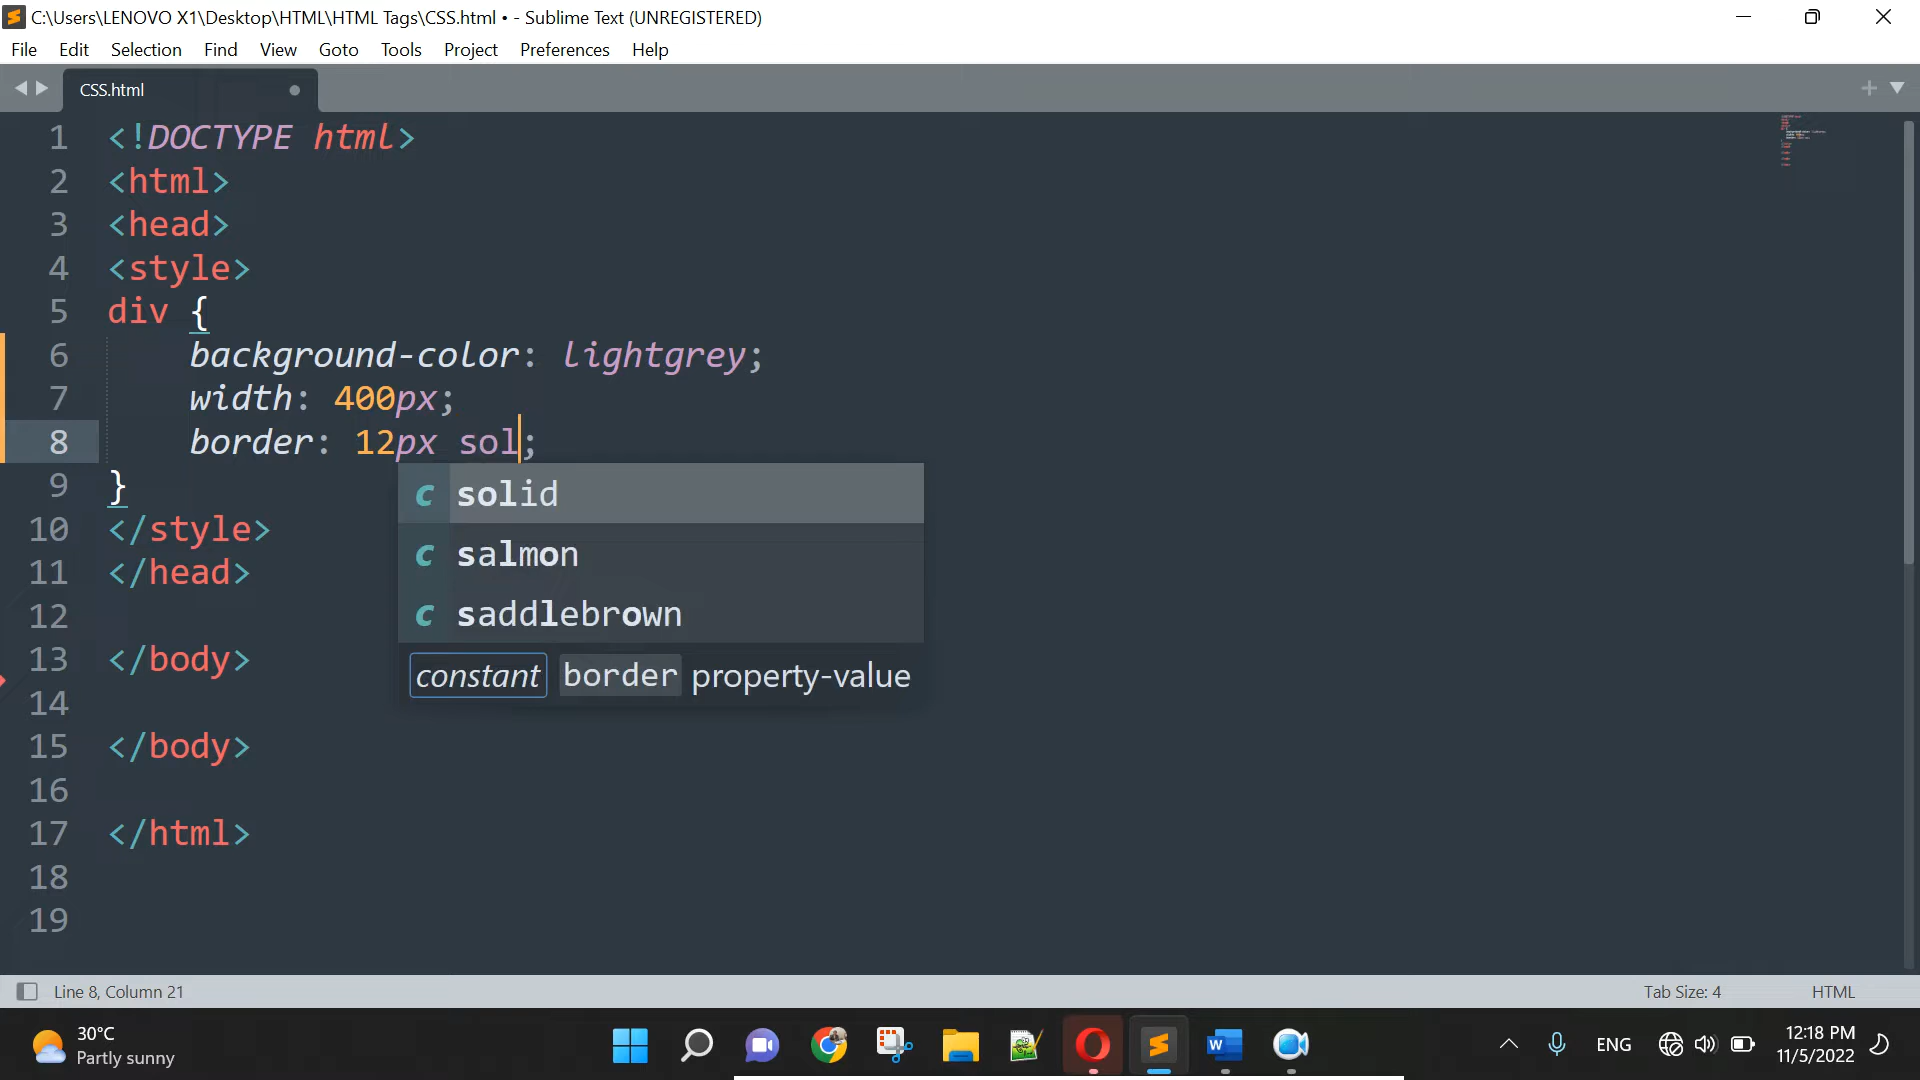 C:\Users\LENOVO X1\Desktop\HTML\HTML Tags\CSS.html • - Sublime Text (UNREGISTERED)
File Edit Selection Find View Goto Tools Project Preferences Help
CSS.html
1 <!DOCTYPE html>
2 <html>
3 <head>
4 <style>
5 div {
6 background-color: lightgrey;
7 width: 400px;
8 border: 12px sol;
9 }
c solid
10 </style>
c salmon
11 </head>
12
c saddlebrown
13 </body>
constant border property-value
14
15 </body>
16
17 </html>
18
19
Line 8, Column 21
Tab Size: 4
HTML
30°C
Partly sunny
ENG
12:18 PM
11/5/2022